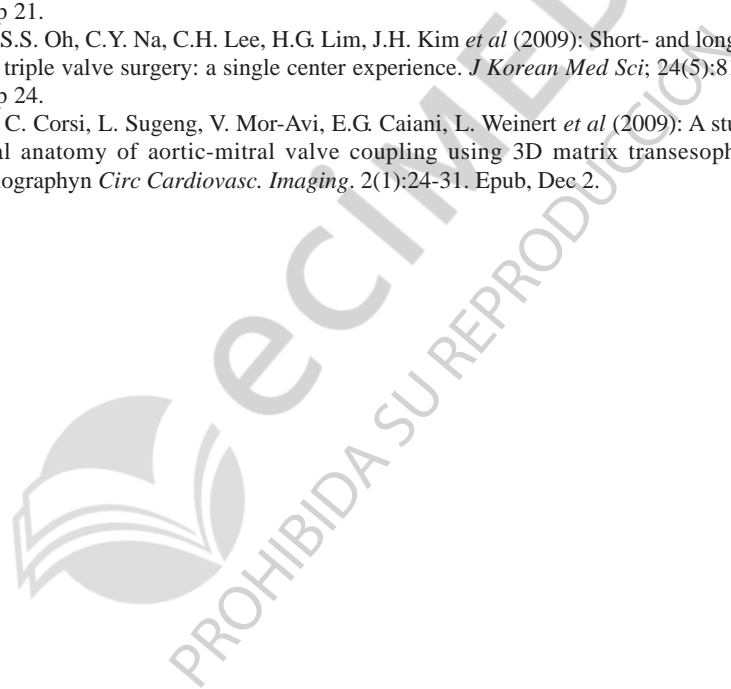 p 21.
S.S. Oh, C.Y. Na, C.H. Lee, H.G. Lim, J.H. Kim et al (2009): Short- and long
triple valve surgery: a single center experience. J Korean Med Sci; 24(5):8
p 24.
C. Corsi, L. Sugeng, V. Mor-Avi, E.G. Caiani, L. Weinert et al (2009): A stu
al anatomy of aortic-mitral valve coupling using 3D matrix transesoph
iographyn Circ Cardiovasc. Imaging. 2(1):24-31. Epub, Dec 2.
eciMED
PROHIBIDA SU REPRODUCCION